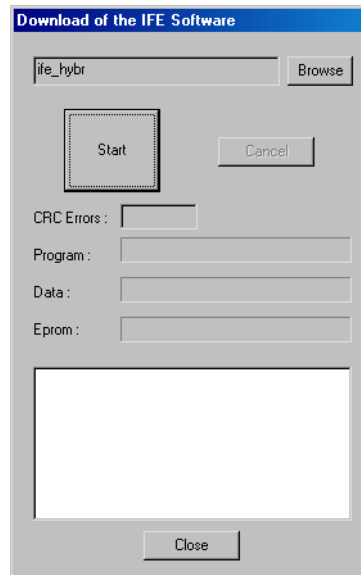 Download of the IFE Software
ife_hybr
Browse
Start
Cancel
CRC Errors :
Program :
Data :
Eprom :
Close